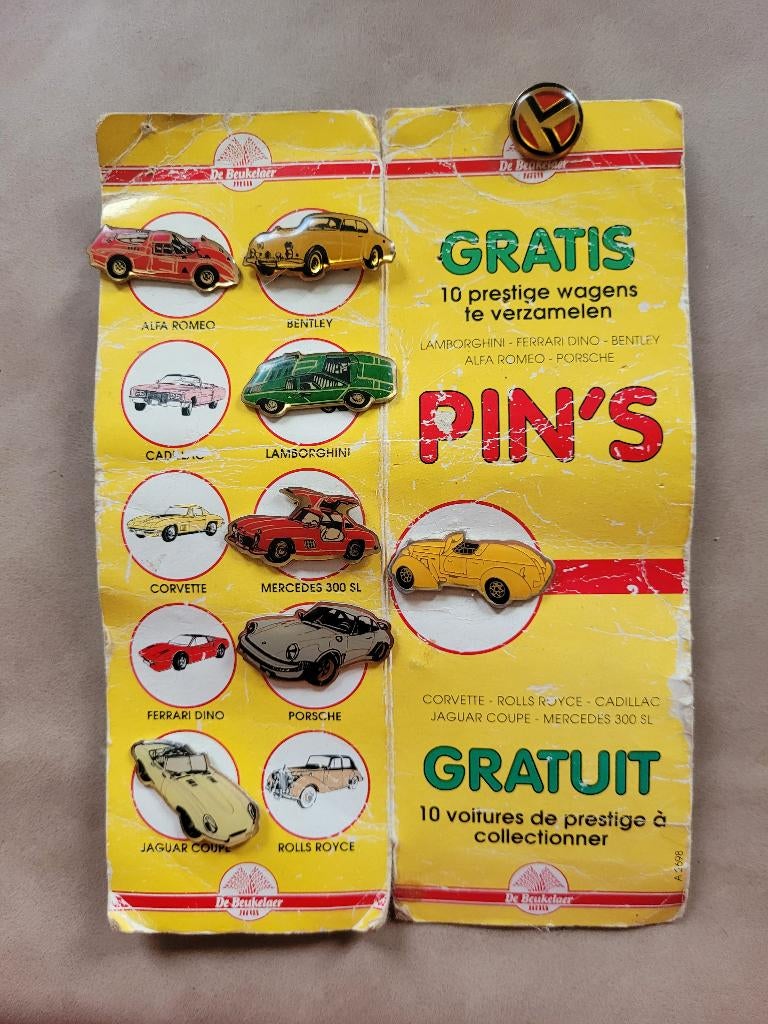 De Beukelaer
ALFA ROMEO
BENTLEY
CADILLAC
LAMBORGHINI
CORVETTE
MERCEDES 300 SL
FERRARI DINO
PORSCHE
JAGUAR COUPE
ROLLS ROYCE
De Beukelaer
De Beukelaer
GRATIS
10 prestige wagens
te verzamelen
LAMBORGHINI - FERRARI DINO - BENTLEY
ALFA ROMEO - PORSCHE
PIN'S
CORVETTE - ROLLS ROYCE - CADILLAC
JAGUAR COUPE - MERCEDES 300 SL
GRATUIT
10 voitures de prestige à
collectionner
A 2698
De Beukelaer